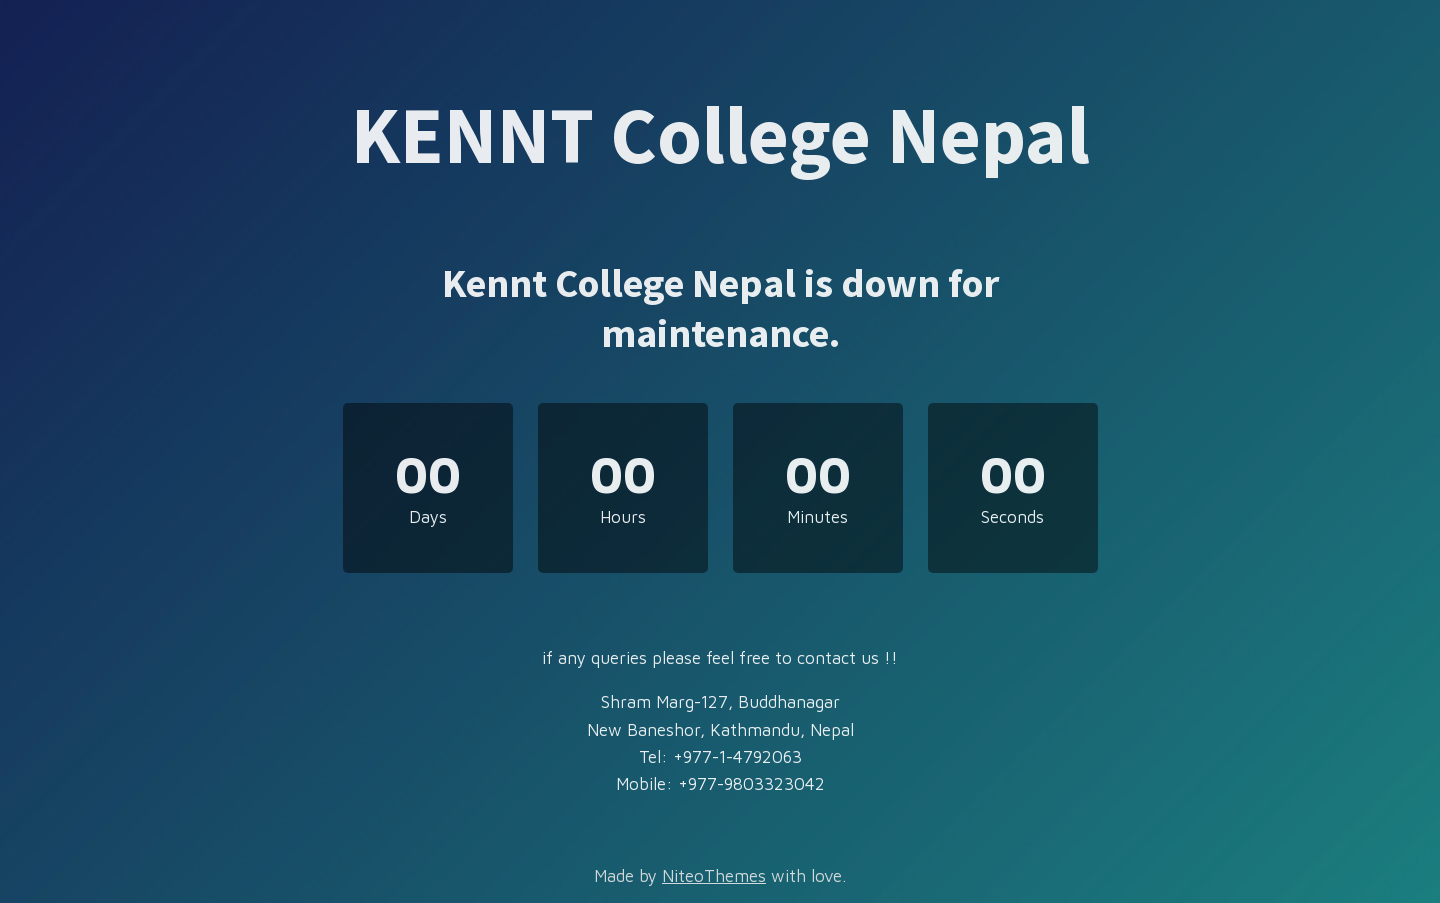 KENNT College Nepal
Kennt College Nepal is down for
maintenance.
00 00 00 00
Days Hours Minutes Seconds
if any queries please feel free to contact us !!
Shram Marg-127, Buddhanagar
New Baneshor, Kathmandu, Nepal
Tel: +977-1-4792063
Mobile: +977-9803323042
Made by NiteoThemes with love.